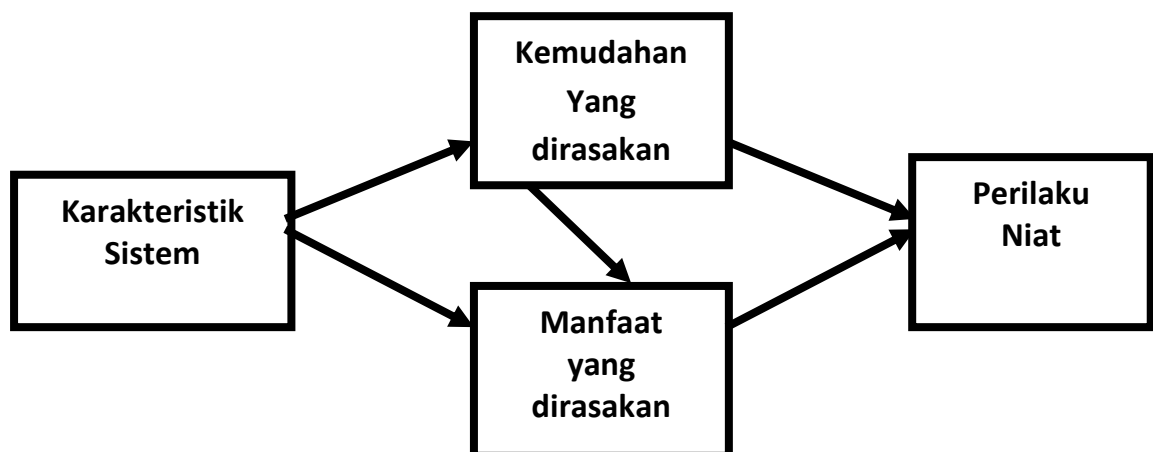 Kemudahan
Yang
dirasakan
Karakteristik
Sistem
Perilaku
Niat
Manfaat
yang
dirasakan